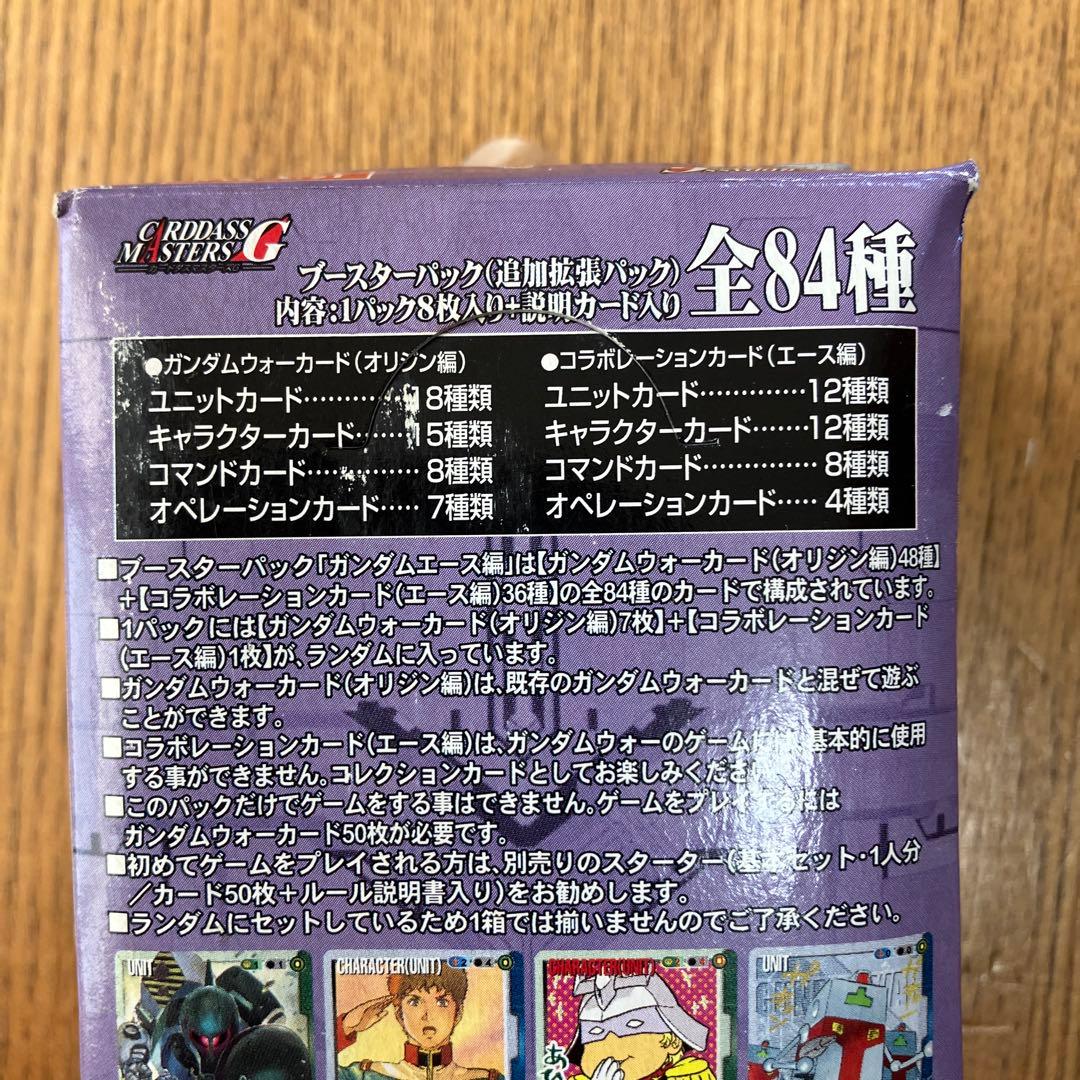 CARDDASS
MASTERS G
カードダスマスターズG
ブースターパック(追加拡張パック)
内容:1パック8枚入り+説明カード入り
全84種
●ガンダムウォーカード(オリジン編)
ユニットカード…………18種類
キャラクターカード……15種類
コマンドカード…………8種類
オペレーションカード……7種類
●コラボレーションカード(エース編)
ユニットカード…………12種類
キャラクターカード……12種類
コマンドカード…………8種類
オペレーションカード……4種類
■ブースターパック「ガンダムエース編」は【ガンダムウォーカード(オリジン編)48種】
+【コラボレーションカード(エース編)36種】の全84種のカードで構成されています。
■1パックには【ガンダムウォーカード(オリジン編)7枚】+【コラボレーションカード
(エース編)1枚】が、ランダムに入っています。
■ガンダムウォーカード(オリジン編)は、既存のガンダムウォーカードと混ぜて遊ぶ
ことができます。
■コラボレーションカード(エース編)は、ガンダムウォーのゲームには、基本的に使用
する事ができません。コレクションカードとしてお楽しみください
■このパックだけでゲームをする事はできません。ゲームをプレイするには
ガンダムウォーカード50枚が必要です。
■初めてゲームをプレイされる方は、別売りのスターター(基本セット・1人分
/カード50枚+ルール説明書入り)をお勧めします。
■ランダムにセットしているため1箱では揃いませんのでご了承ください。
UNIT
CHARACTER(UNIT)
CHARACTER(UNIT)
UNIT